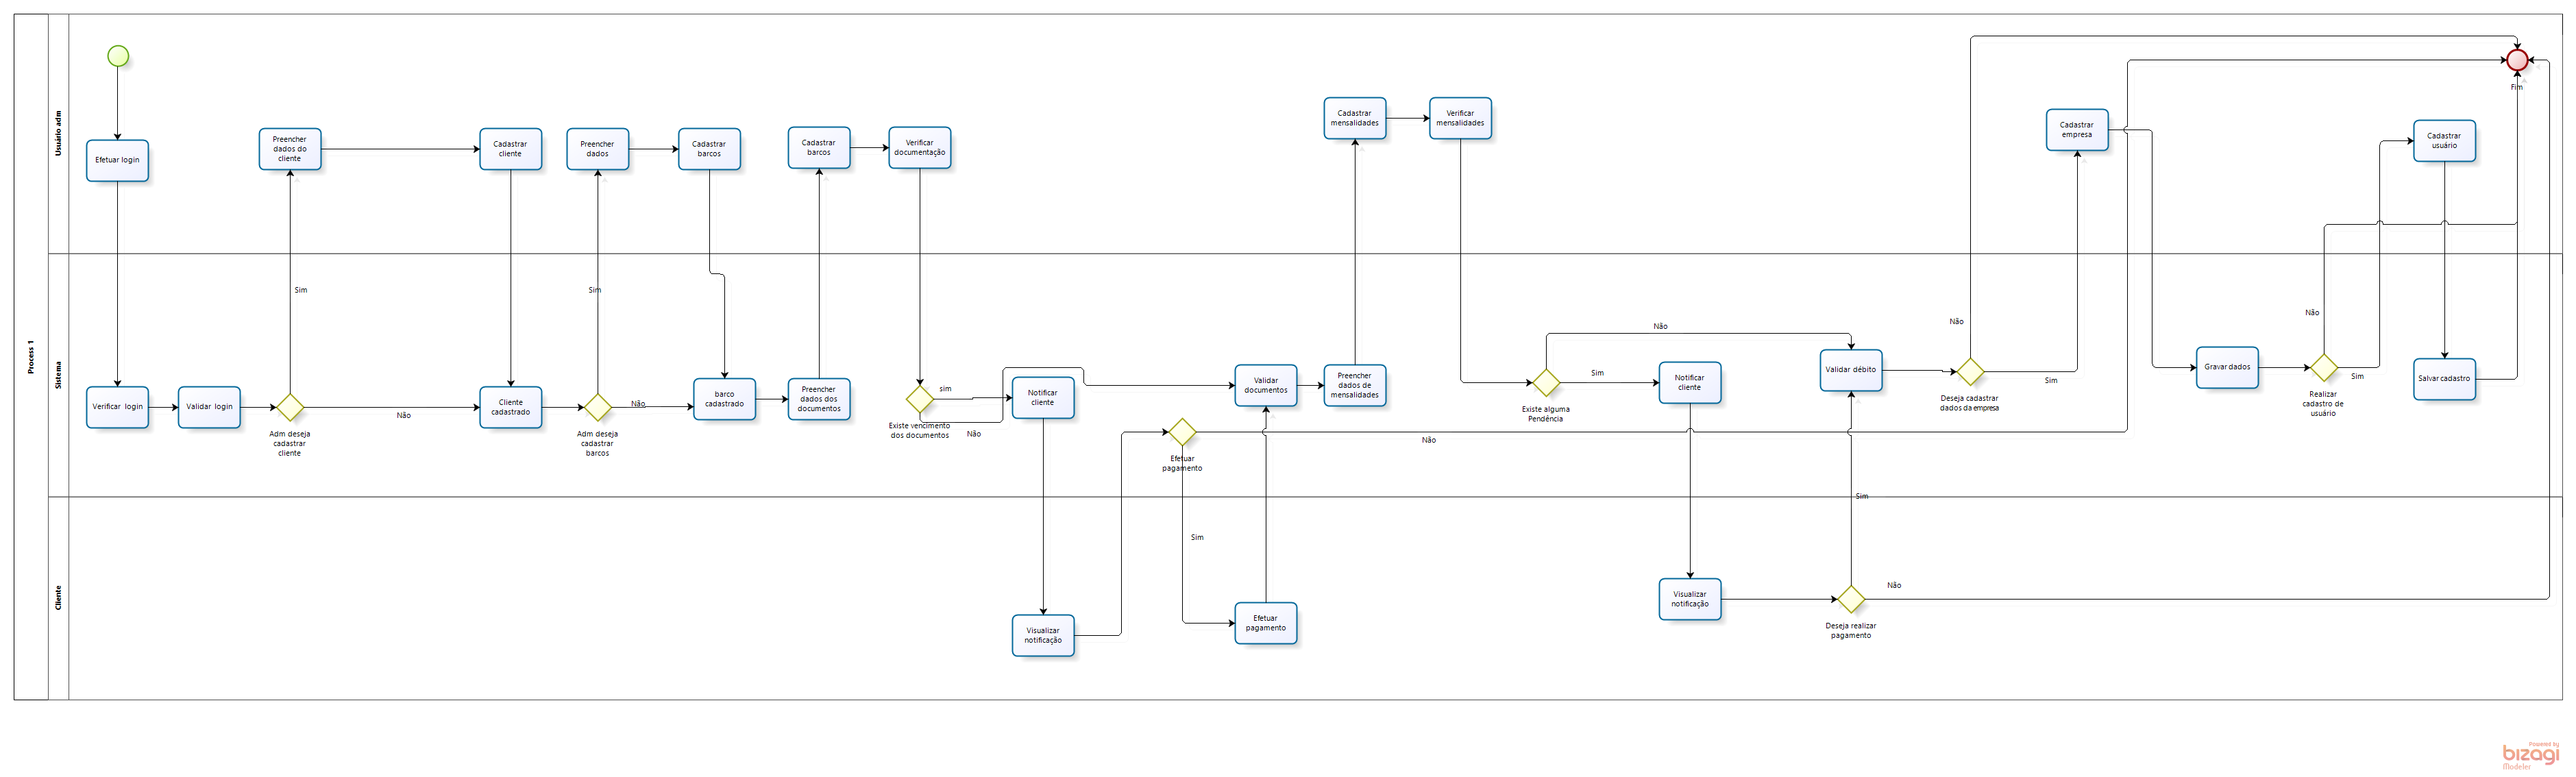 Process 1
Usuário adm
Efetuar login
Preencher
dados do
cliente
Cadastrar
cliente
Preencher
dados
Cadastrar
barcos
Cadastrar
barcos
Verificar
documentação
Cadastrar
mensalidades
Verificar
mensalidades
Cadastrar
empresa
Cadastrar
usuário
Fim
Sistema
Sim
Sim
Verificar login
Validar login
Adm deseja
cadastrar
cliente
Não
Cliente
cadastrado
Adm deseja
cadastrar
barcos
Não
barco
cadastrado
Preencher
dados dos
documentos
sim
Existe vencimento
dos documentos
Não
Notificar
cliente
Efetuar
pagamento
Não
Validar
documentos
Preencher
dados de
mensalidades
Existe alguma
Pendência
Não
Sim
Notificar
cliente
Validar débito
Não
Deseja cadastrar
dados da empresa
Sim
Gravar dados
Não
Realizar
cadastro de
usuário
Sim
Salvar cadastro
Cliente
Sim
Sim
Visualizar
notificação
Efetuar
pagamento
Visualizar
notificação
Deseja realizar
pagamento
Não
Powered by
bizagi
Modeler